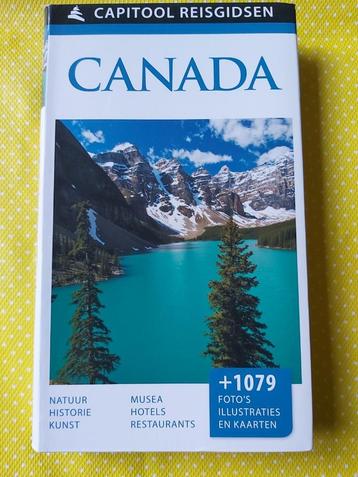 CAPITOOL REISGIDSEN
CANADA
NATUUR
HISTORIE
KUNST
MUSEA
HOTELS
RESTAURANTS
+1079
FOTO'S
ILLUSTRATIES
EN KAARTEN